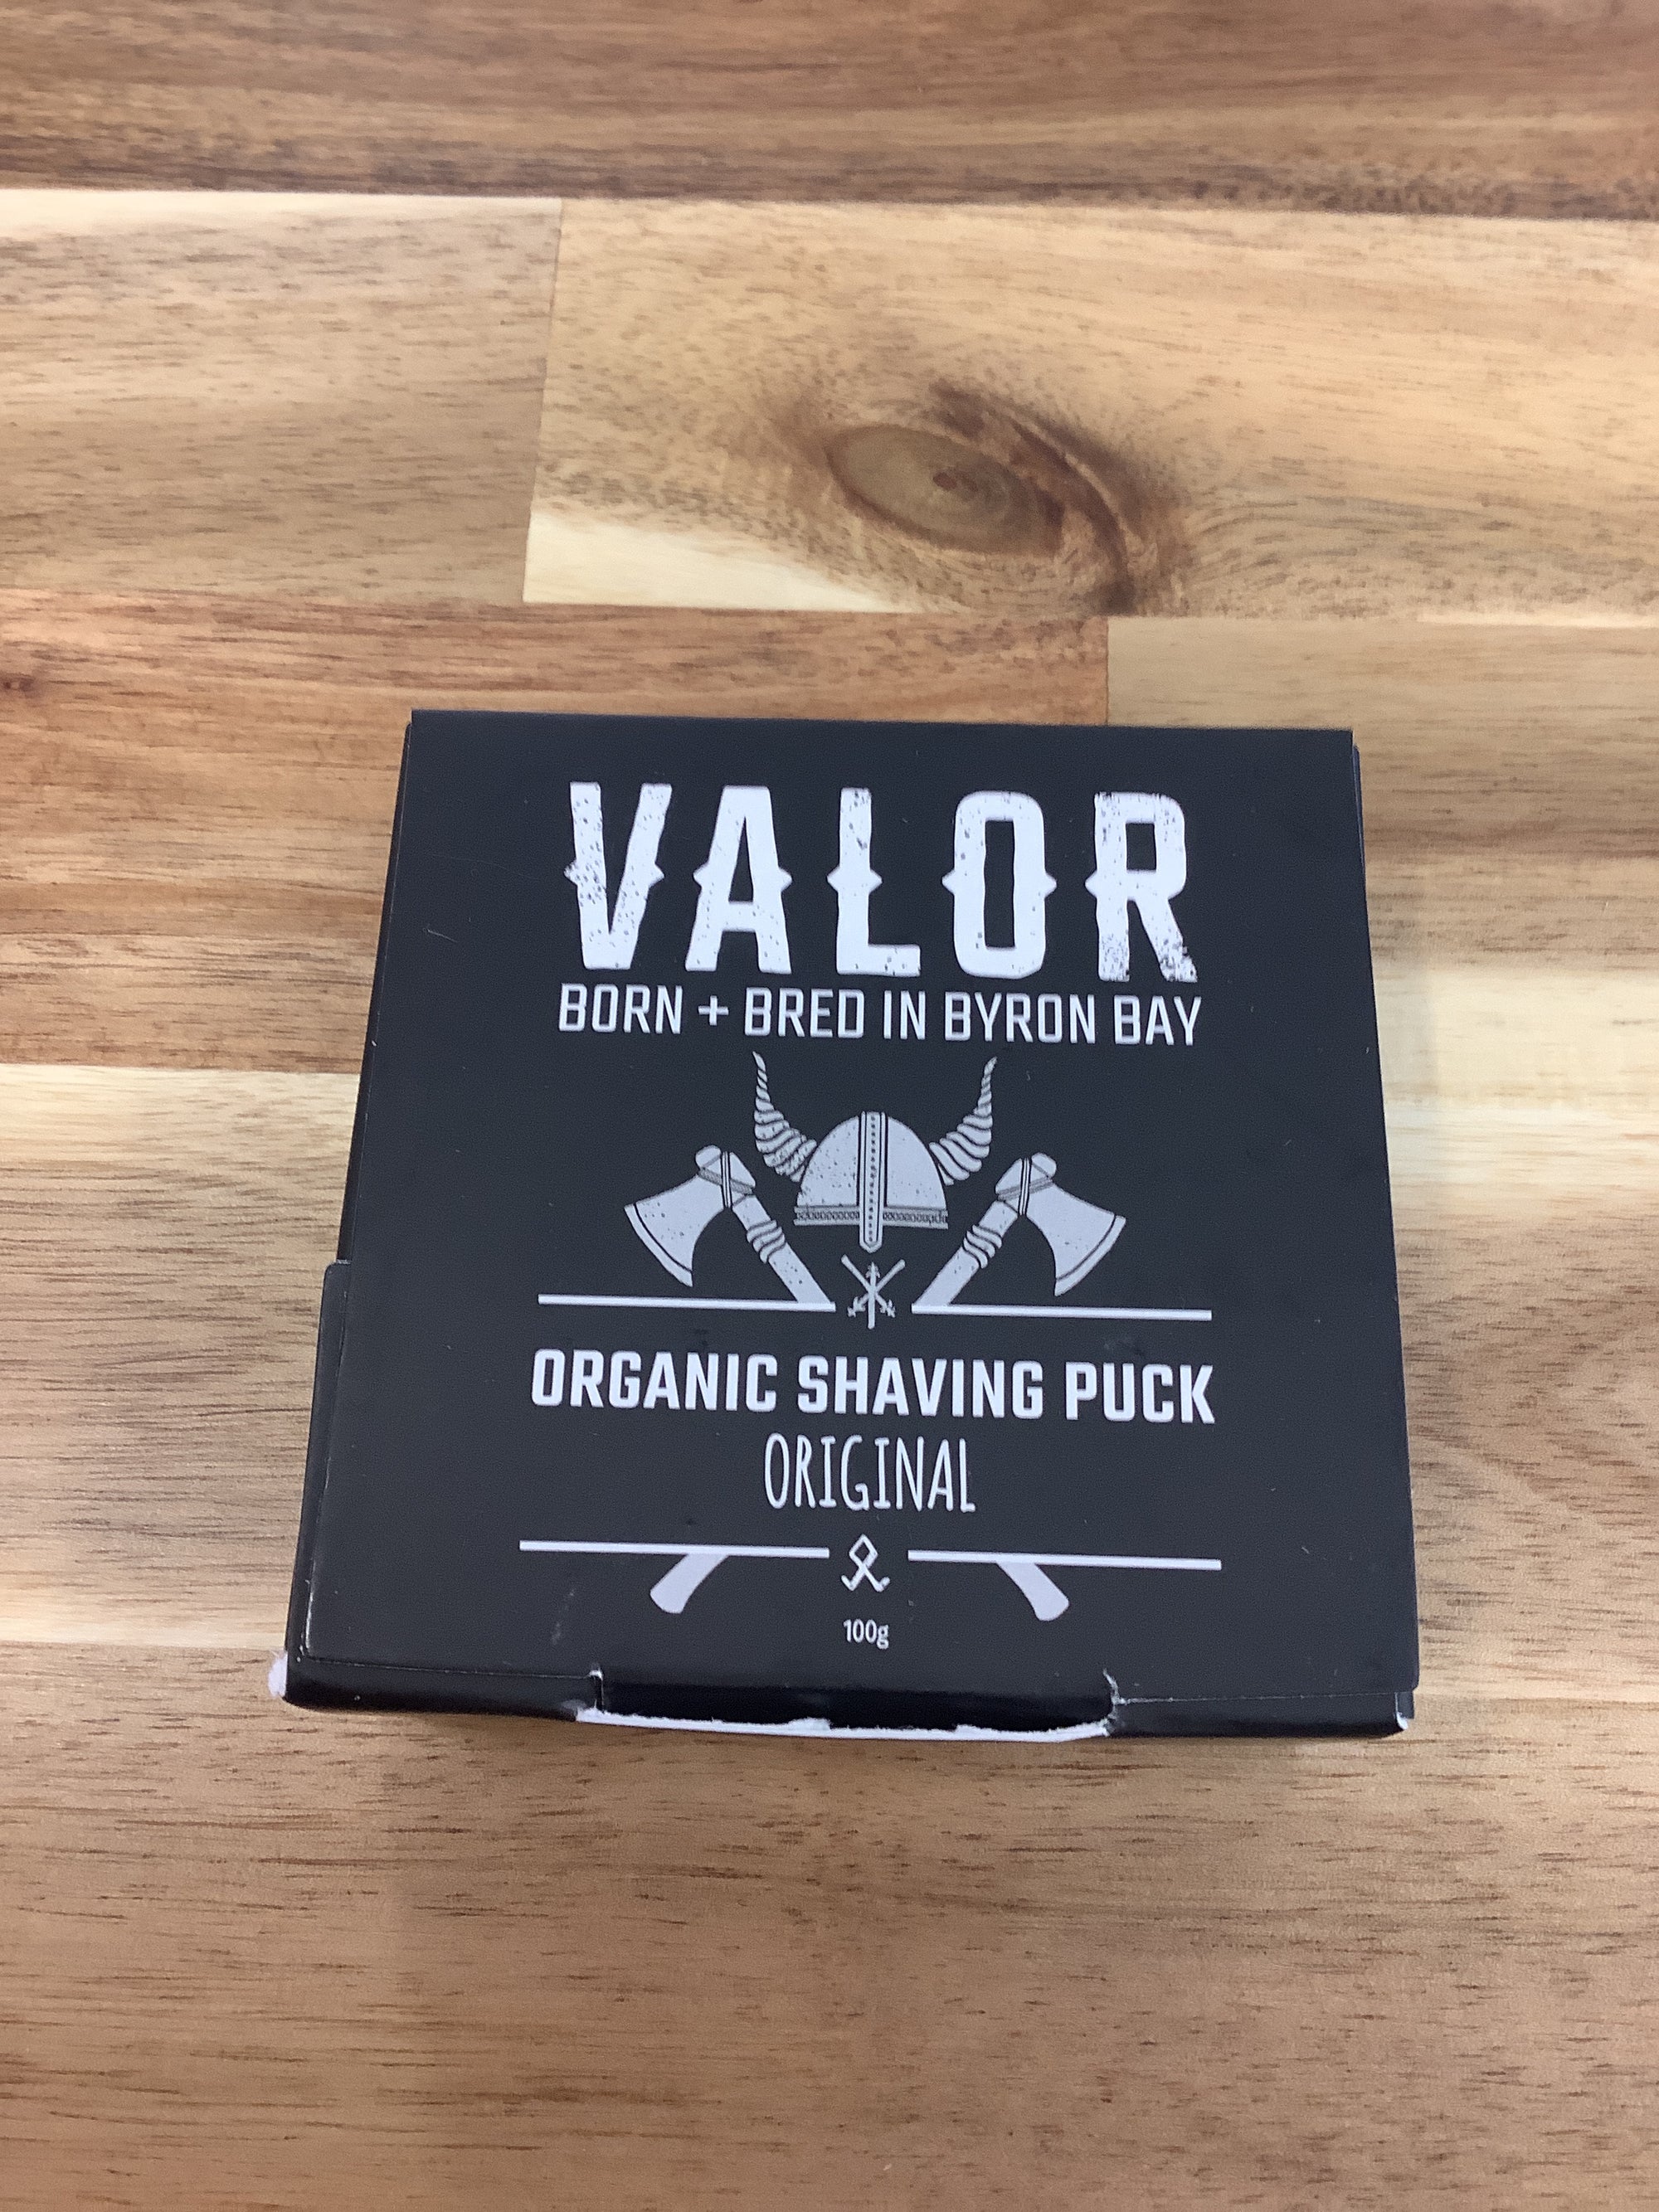 VALOR
BORN + BRED IN BYRON BAY
ORGANIC SHAVING PUCK
ORIGINAL
100g